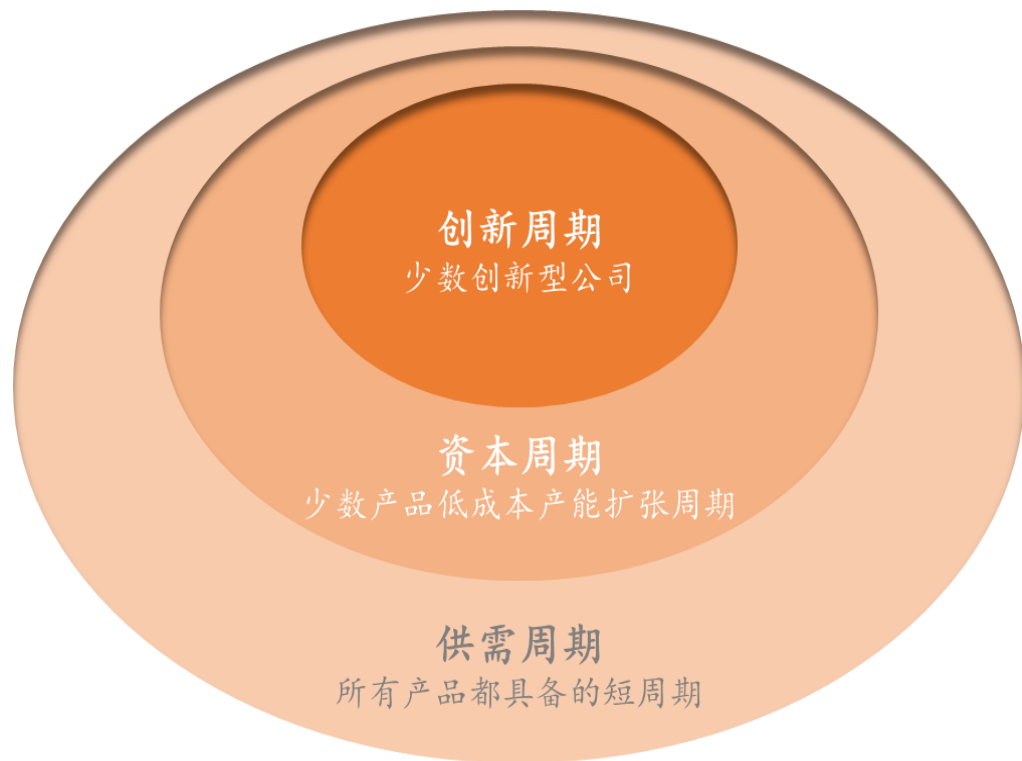 创新周期
少数创新型公司
资本周期
少数产品低成本产能扩张周期
供需周期
所有产品都具备的短周期